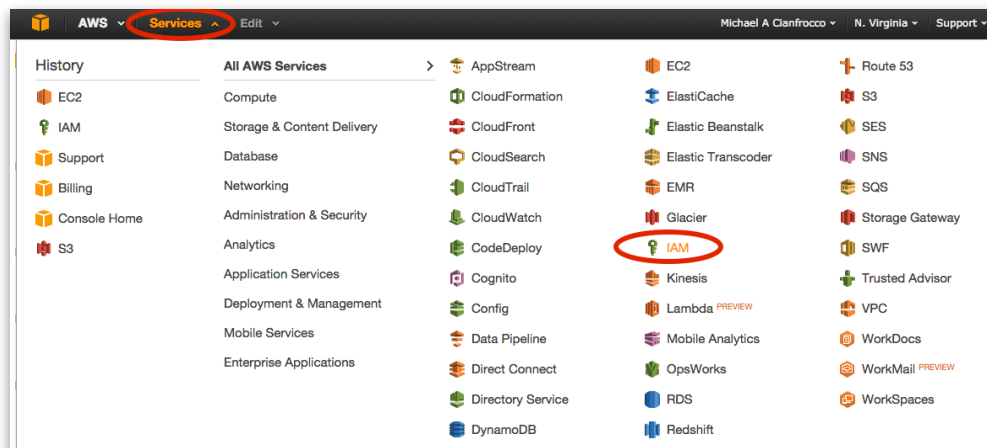 AWS Services Edit Michael A Cianfrocco N. Virginia Support
History
EC2
IAM
Support
Billing
Console Home
S3
All AWS Services
Compute
Storage & Content Delivery
Database
Networking
Administration & Security
Analytics
Application Services
Deployment & Management
Mobile Services
Enterprise Applications
AppStream
CloudFormation
CloudFront
CloudSearch
CloudTrail
CloudWatch
CodeDeploy
Cognito
Config
Data Pipeline
Direct Connect
Directory Service
DynamoDB
EC2
ElastiCache
Elastic Beanstalk
Elastic Transcoder
EMR
Glacier
IAM
Kinesis
Lambda PREVIEW
Mobile Analytics
OpsWorks
RDS
Redshift
Route 53
S3
SES
SNS
SQS
Storage Gateway
SWF
Trusted Advisor
VPC
WorkDocs
WorkMail PREVIEW
WorkSpaces